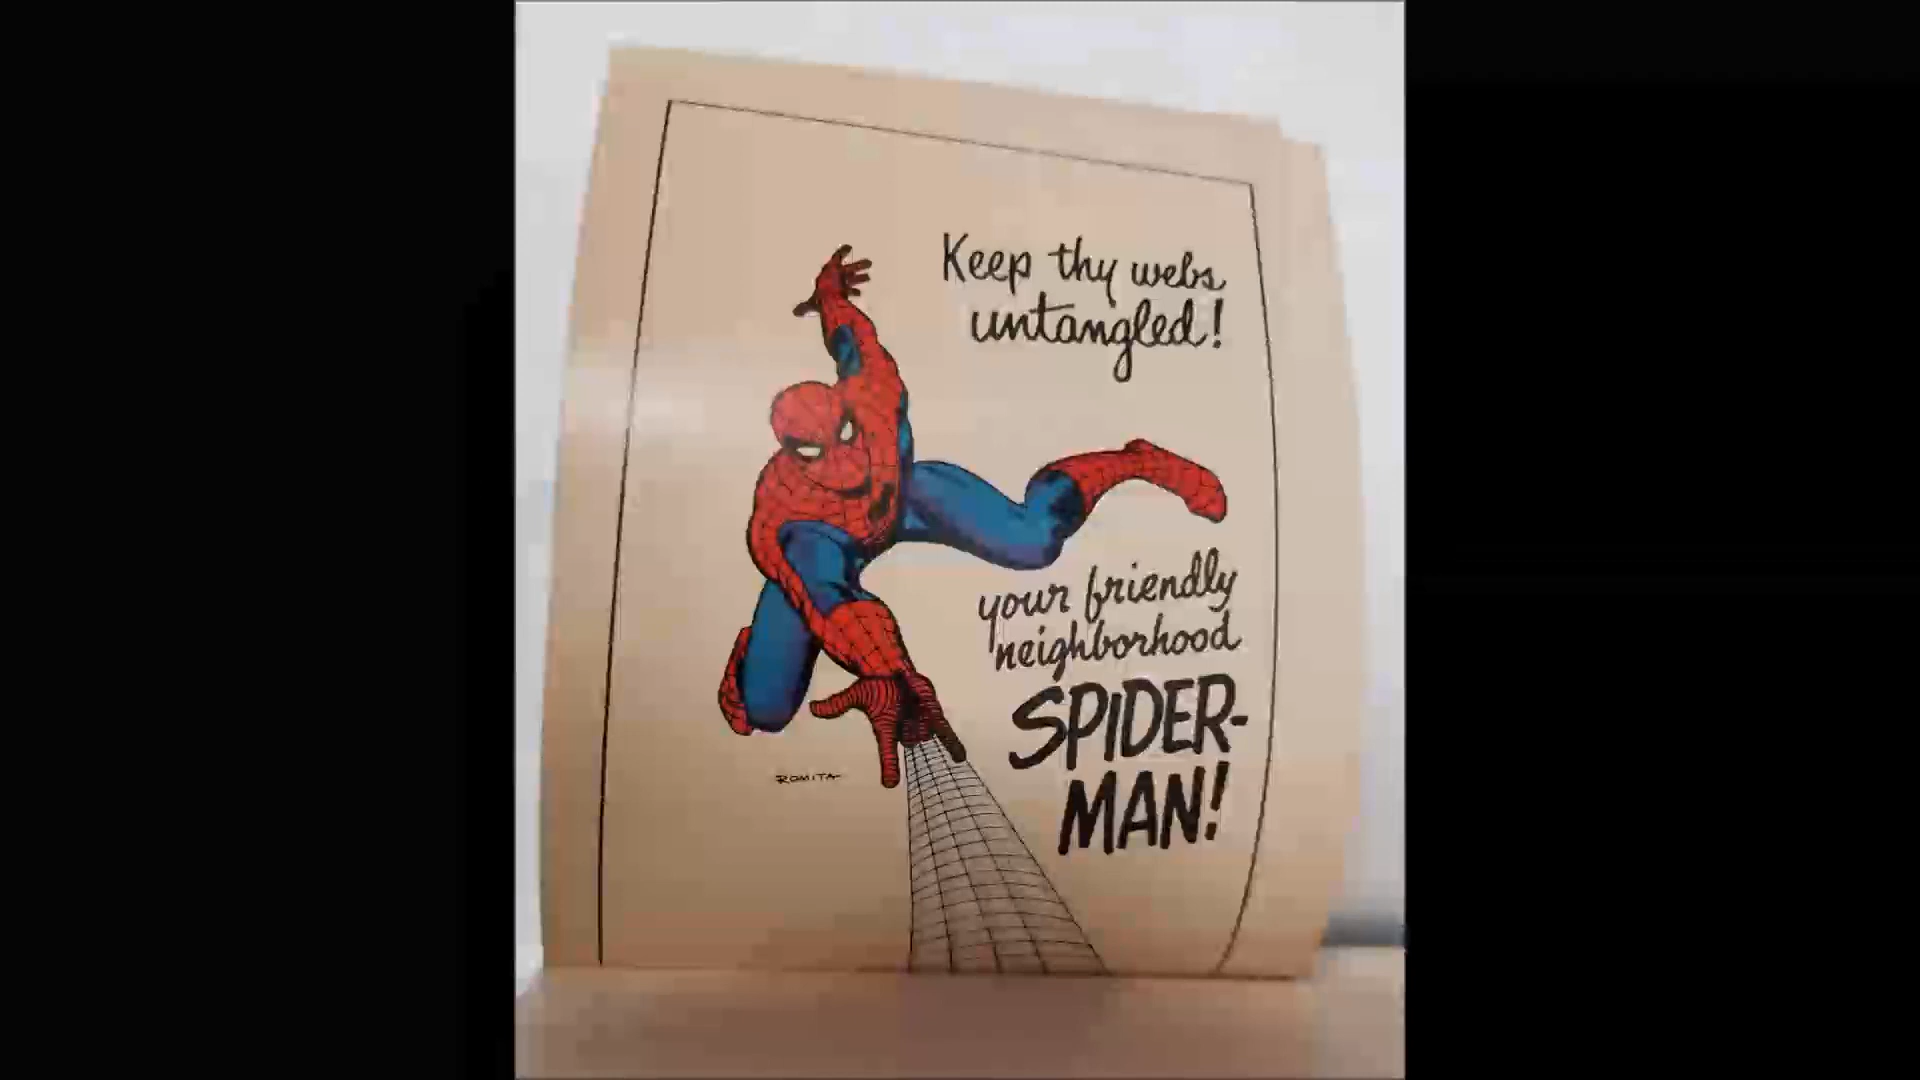 Keep thy webs
untangled!
your friendly
neighborhood
SPIDER-
MAN!
ROMITA